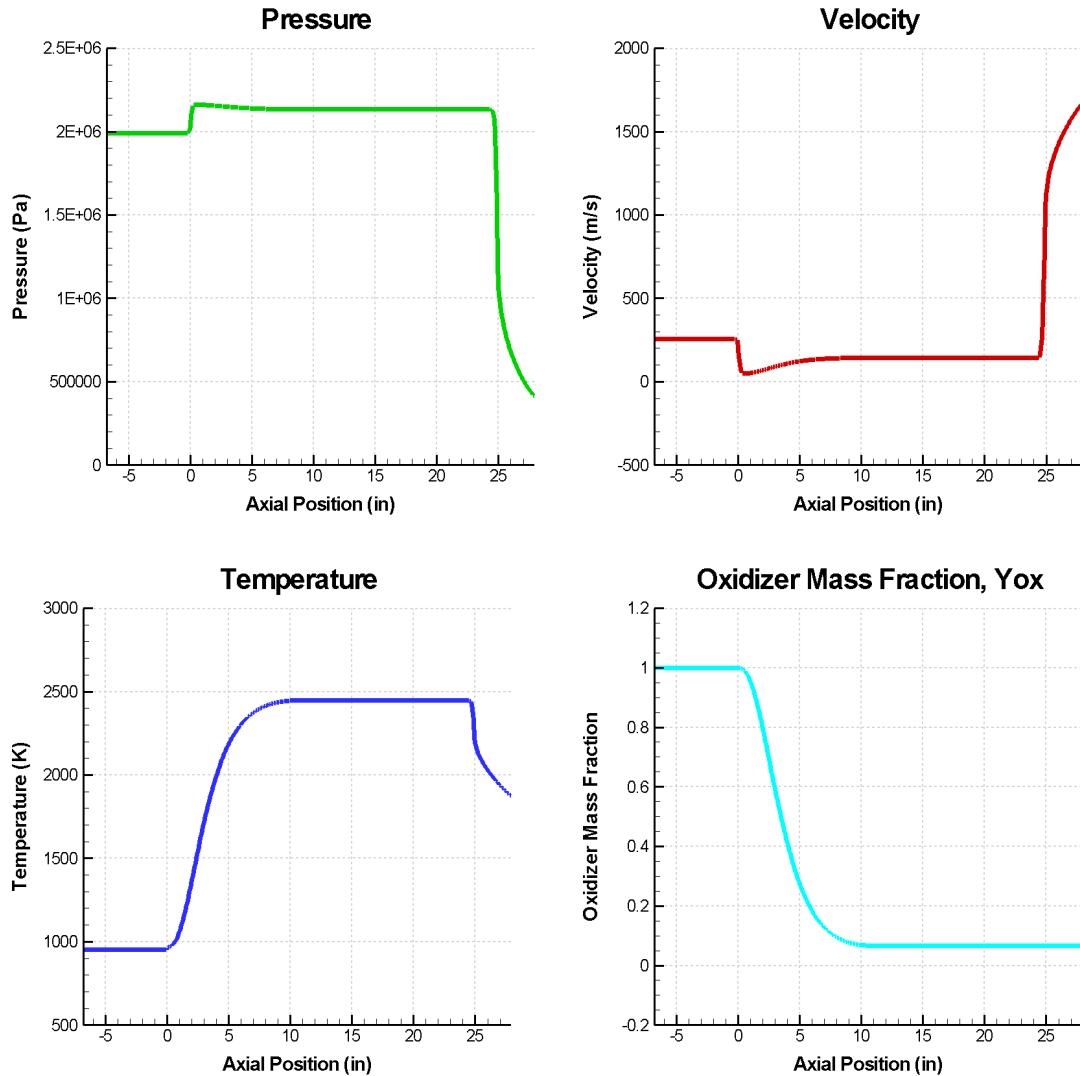 Pressure
2.5E+06
2E+06
1.5E+06
1E+06
500000
0
Pressure (Pa)
-5 0 5 10 15 20 25
Axial Position (in)
Velocity
2000
1500
1000
500
0
-500
Velocity (m/s)
-5 0 5 10 15 20 25
Axial Position (in)
Temperature
3000
2500
2000
1500
1000
500
Temperature (K)
-5 0 5 10 15 20 25
Axial Position (in)
Oxidizer Mass Fraction, Yox
1.2
1
0.8
0.6
0.4
0.2
0
-0.2
Oxidizer Mass Fraction
-5 0 5 10 15 20 25
Axial Position (in)